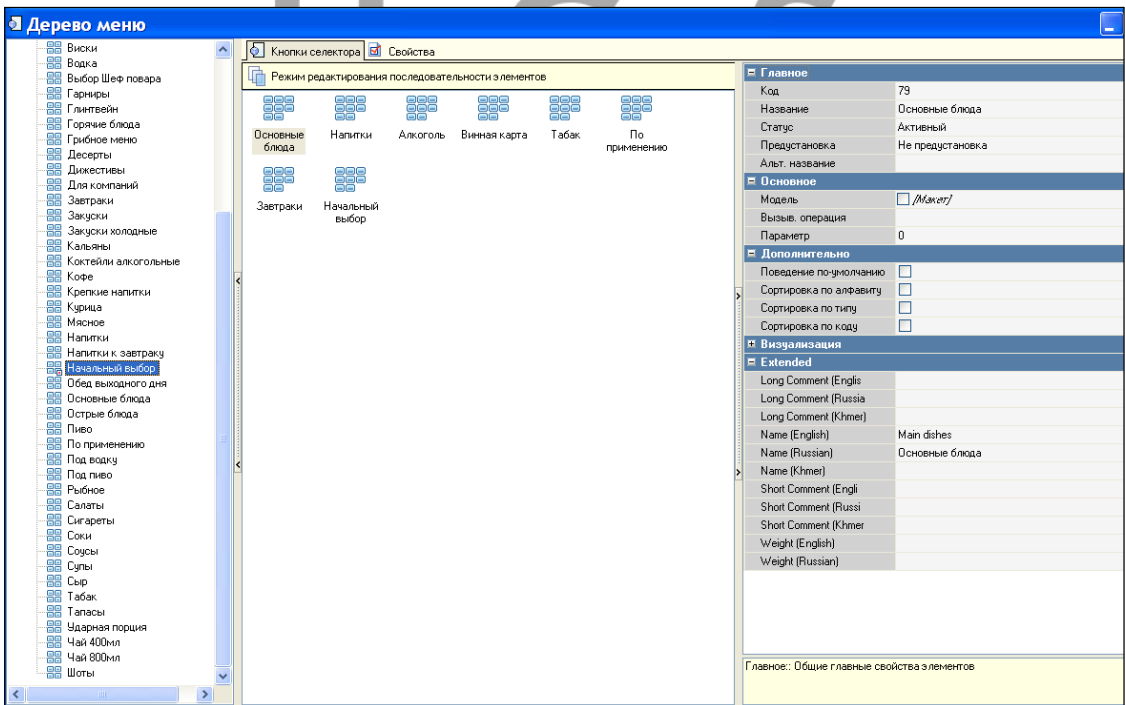 Дерево меню
Виски
Водка
Выбор Шеф повара
Гарниры
Глинтвейн
Горячие блюда
Грибное меню
Десерты
Дижестивы
Для компаний
Завтраки
Закуски
Закуски холодные
Кальяны
Коктейли алкогольные
Кофе
Крепкие напитки
Курица
Мясное
Напитки
Напитки к завтраку
Начальный выбор
Обед выходного дня
Основные блюда
Острые блюда
Пиво
По применению
Под водку
Под пиво
Рыбное
Салаты
Сигареты
Соки
Соусы
Супы
Сыр
Табак
Тапасы
Ударная порция
Чай 400мл
Чай 800мл
Шоты
Кнопки селектора Свойства
Режим редактирования последовательности элементов
Основные блюда
Напитки
Алкоголь
Винная карта
Табак
По применению
Завтраки
Начальный выбор
Главное
Код 79
Название Основные блюда
Статус Активный
Предустановка Не предустановка
Альт. название
Основное
Модель [Макет]
Вызыв. операция
Параметр 0
Дополнительно
Поведение по-умолчанию
Сортировка по алфавиту
Сортировка по типу
Сортировка по коду
Визуализация
Extended
Long Comment (Englis
Long Comment (Russia
Long Comment (Khmer)
Name (English) Main dishes
Name (Russian) Основные блюда
Name (Khmer)
Short Comment (Engli
Short Comment (Russi
Short Comment (Khmer
Weight (English)
Weight (Russian)
Главное:: Общие главные свойства элементов